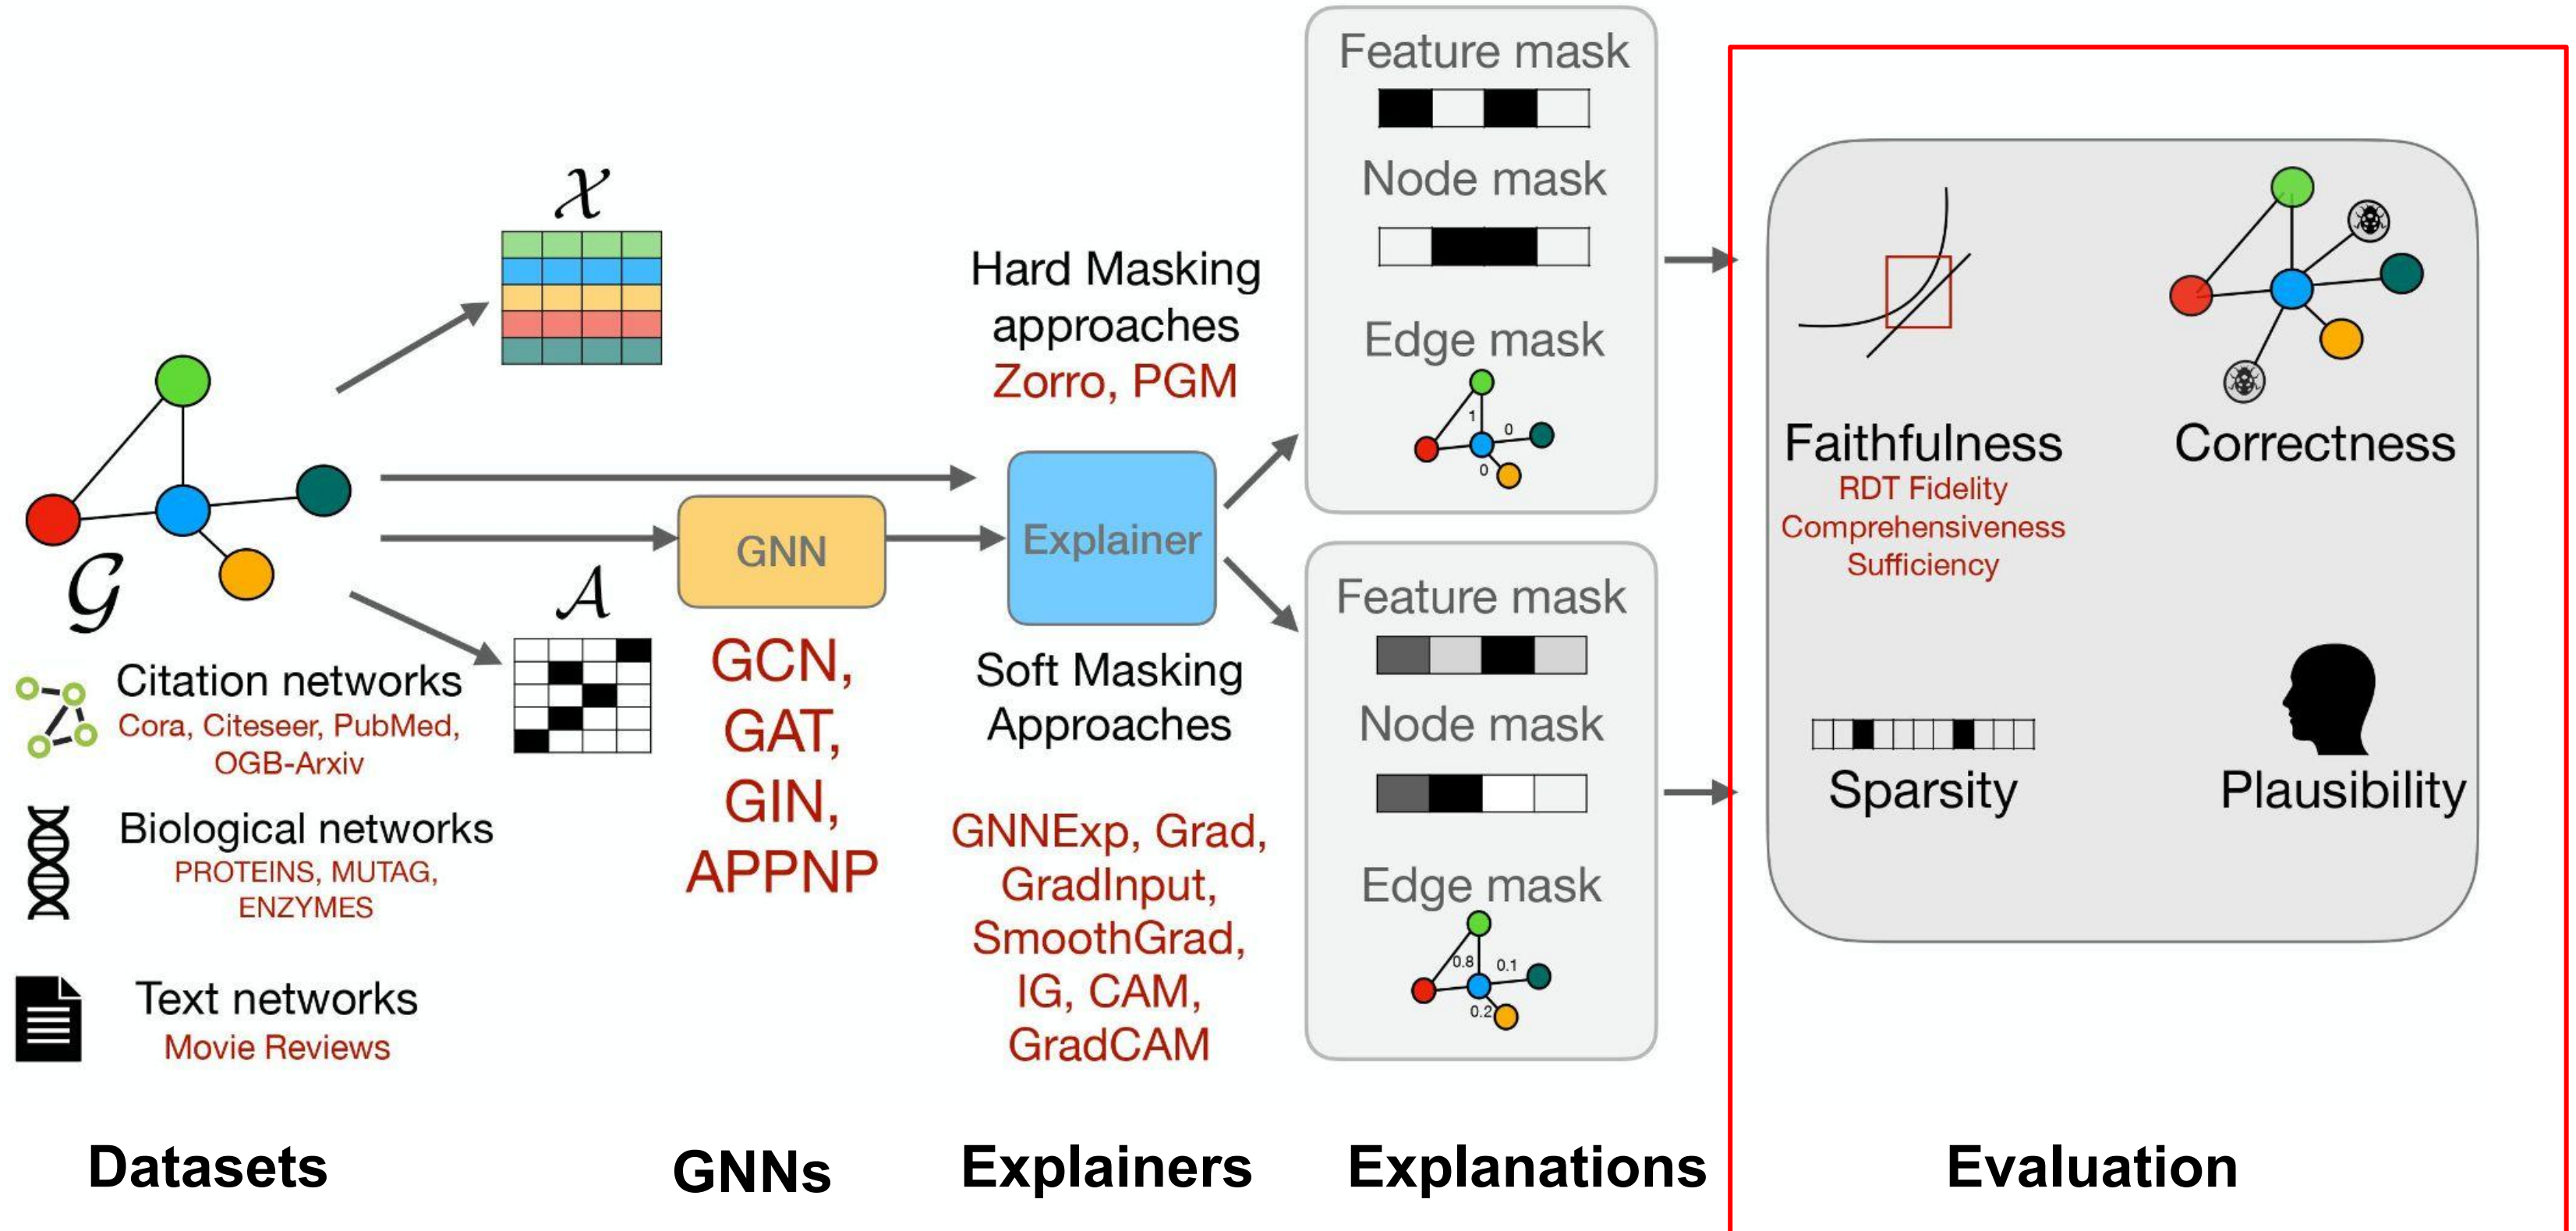 𝒢
Citation networks
Cora, Citeseer, PubMed,
OGB-Arxiv
Biological networks
PROTEINS, MUTAG,
ENZYMES
Text networks
Movie Reviews
Datasets
𝒳
𝒜
GNN
GCN,
GAT,
GIN,
APPNP
GNNs
Hard Masking
approaches
Zorro, PGM
Explainer
Soft Masking
Approaches
GNNExp, Grad,
GradInput,
SmoothGrad,
IG, CAM,
GradCAM
Explainers
Feature mask
Node mask
Edge mask
1
0
0
Feature mask
Node mask
Edge mask
0.8
0.1
0.2
Explanations
Faithfulness
RDT Fidelity
Comprehensiveness
Sufficiency
Correctness
Sparsity
Plausibility
Evaluation